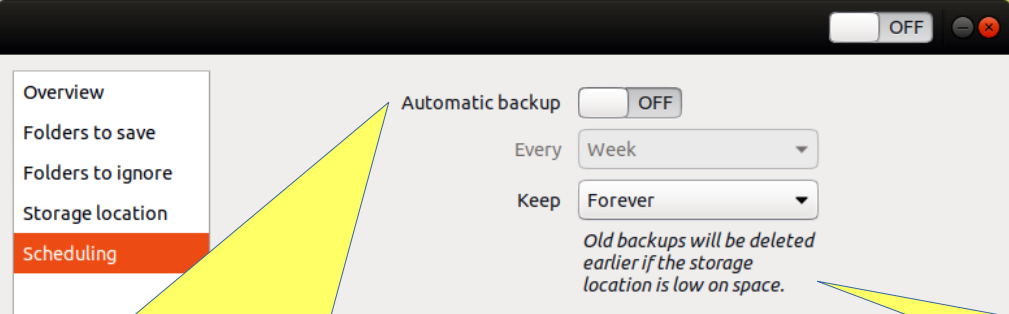 OFF
Overview
Folders to save
Folders to ignore
Storage location
Scheduling
Automatic backup OFF
Every Week
Keep Forever
Old backups will be deleted
earlier if the storage
location is low on space.